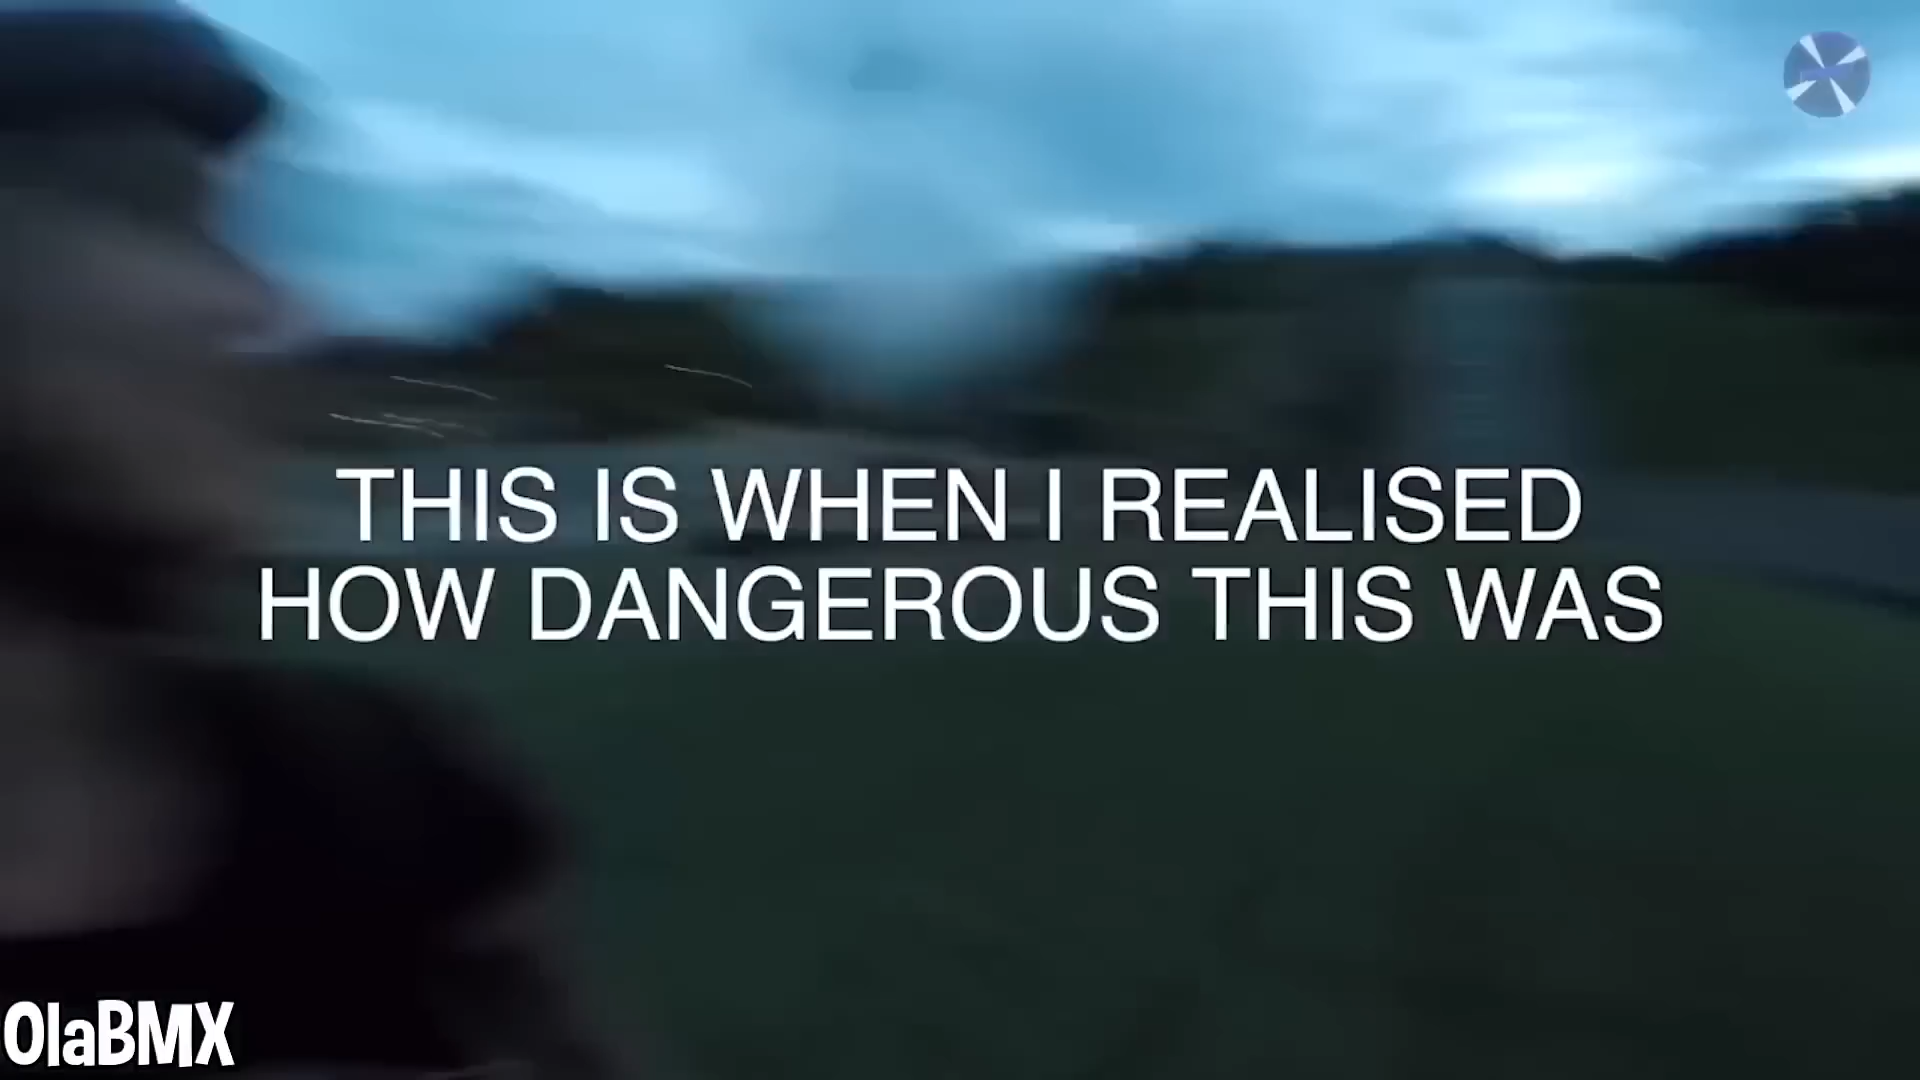 THIS IS WHEN I REALISED
HOW DANGEROUS THIS WAS
OlaBMX